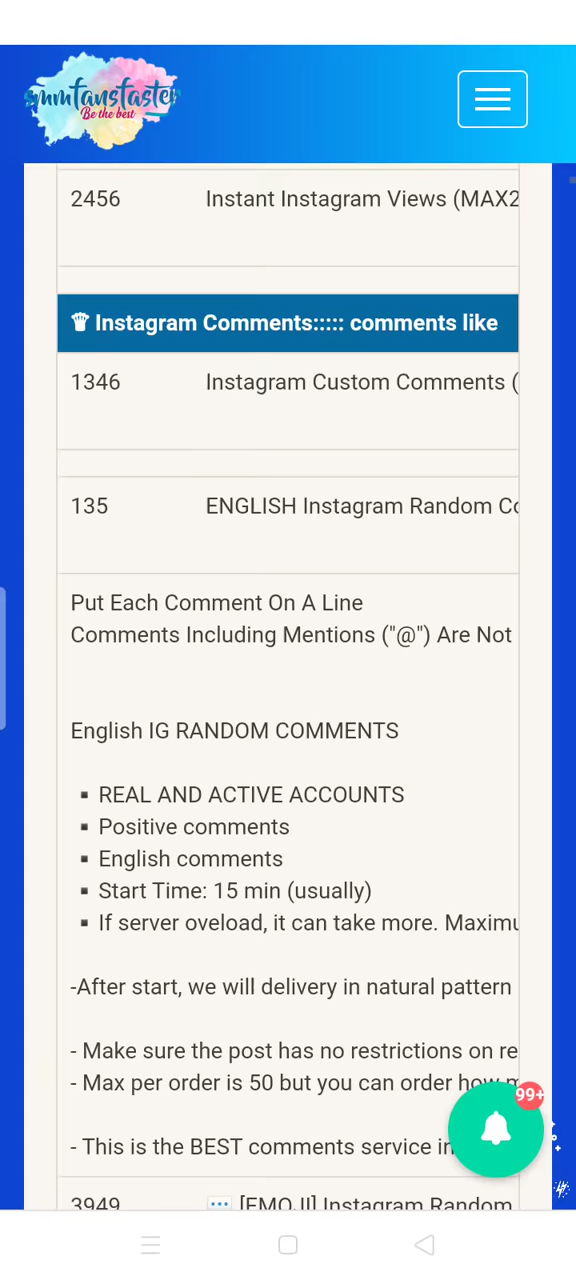 smmfansfaster
Be the best
2456 Instant Instagram Views (MAX2
♛ Instagram Comments::::: comments like
1346 Instagram Custom Comments (
135 ENGLISH Instagram Random Co
Put Each Comment On A Line
Comments Including Mentions ("@") Are Not
English IG RANDOM COMMENTS
▪ REAL AND ACTIVE ACCOUNTS
▪ Positive comments
▪ English comments
▪ Start Time: 15 min (usually)
▪ If server oveload, it can take more. Maximu
-After start, we will delivery in natural pattern
- Make sure the post has no restrictions on re
- Max per order is 50 but you can order how m
99+
- This is the BEST comments service in
3949 💬 [EMOJI] Instagram Random